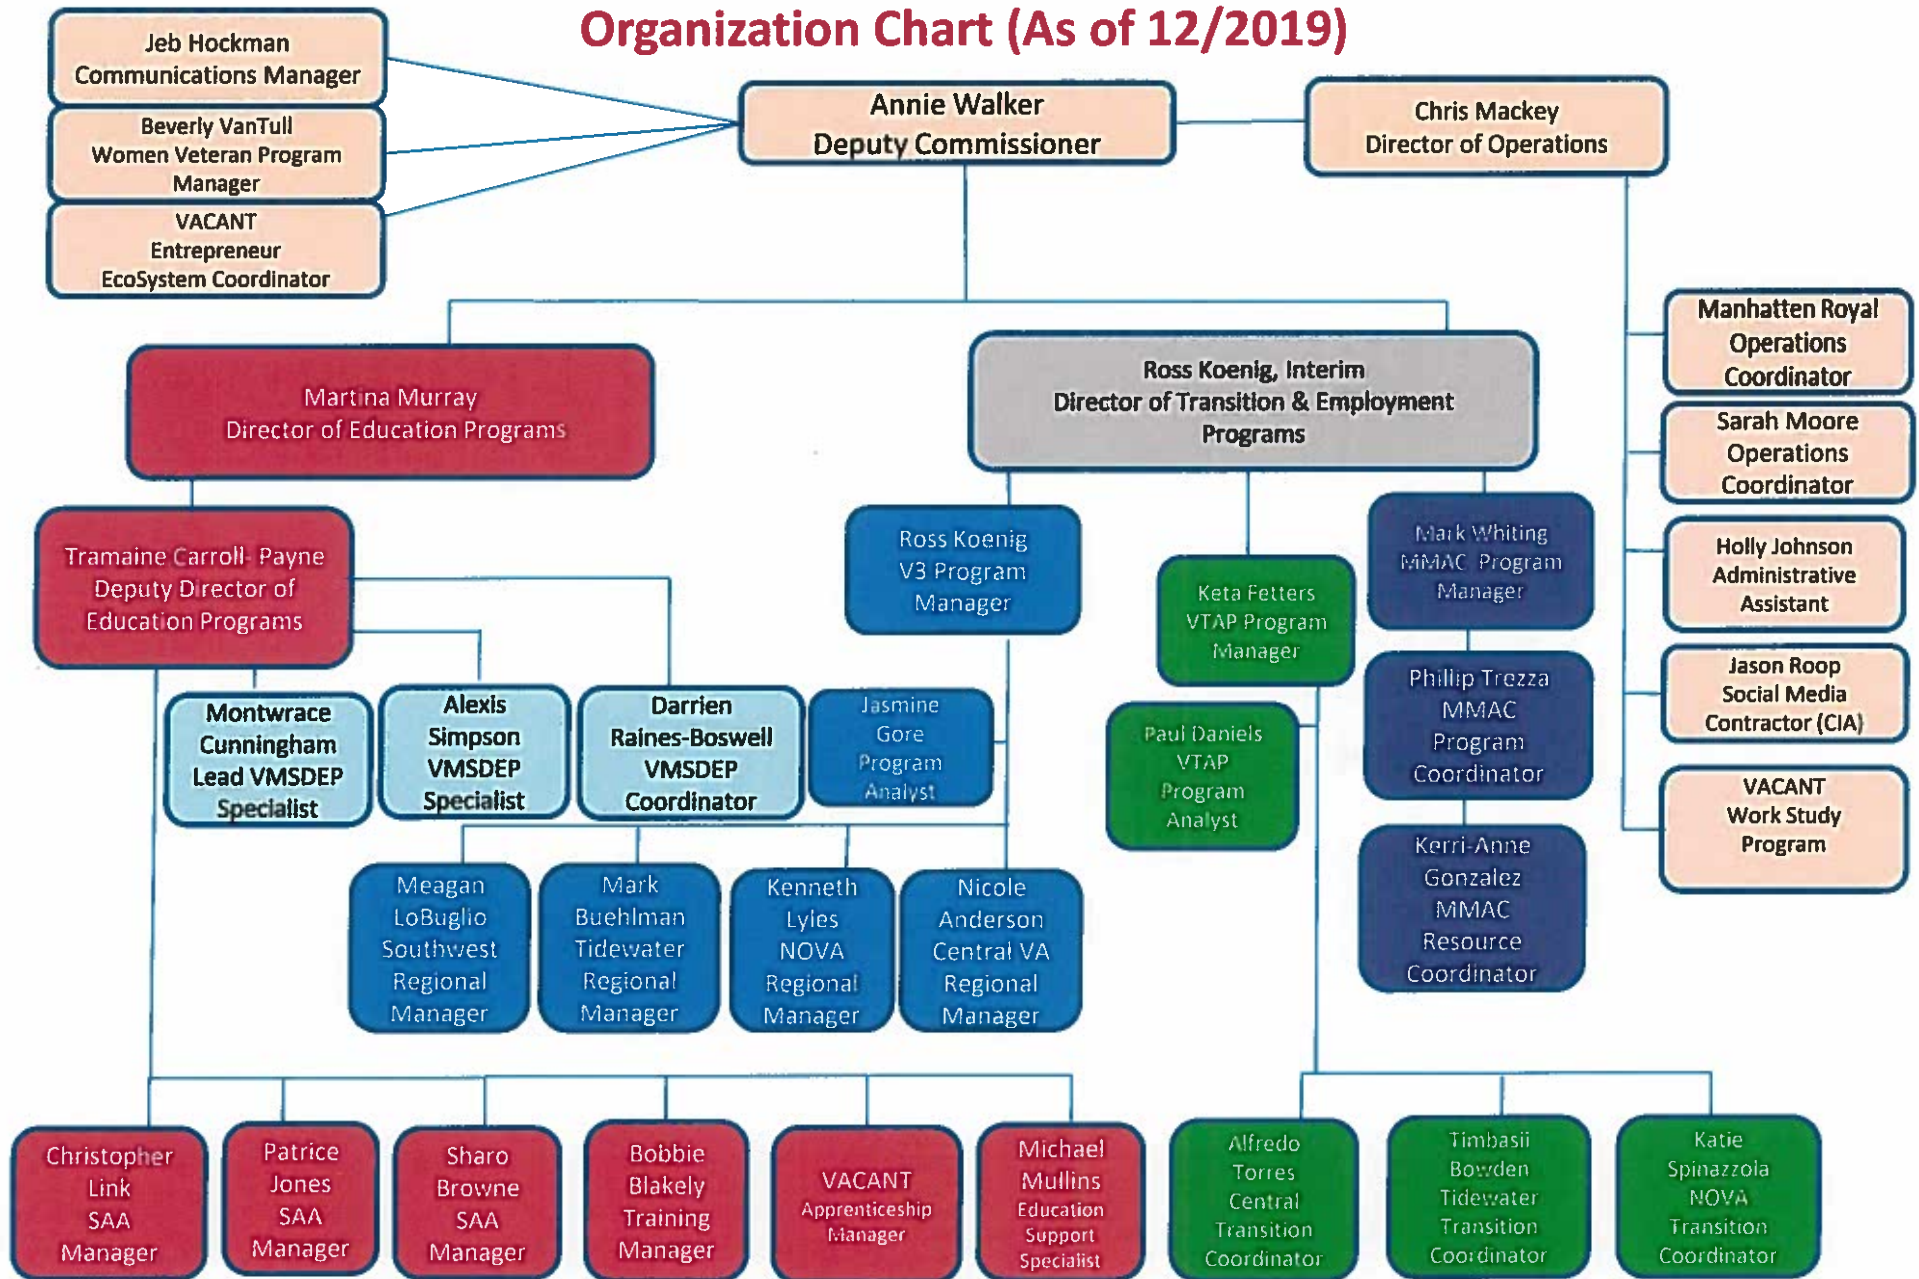 Organization Chart (As of 12/2019)
Jeb Hockman
Communications Manager
Beverly VanTull
Women Veteran Program
Manager
VACANT
Entrepreneur
EcoSystem Coordinator
Annie Walker
Deputy Commissioner
Chris Mackey
Director of Operations
Manhatten Royal
Operations
Coordinator
Sarah Moore
Operations
Coordinator
Holly Johnson
Administrative
Assistant
Jason Roop
Social Media
Contractor (CIA)
VACANT
Work Study
Program
Martina Murray
Director of Education Programs
Ross Koenig, Interim
Director of Transition & Employment
Programs
Tramaine Carroll- Payne
Deputy Director of
Education Programs
Ross Koenig
V3 Program
Manager
Keta Fetters
VTAP Program
Manager
Mark Whiting
MMAC Program
Manager
Montwrace
Cunningham
Lead VMSDEP
Specialist
Alexis
Simpson
VMSDEP
Specialist
Darrien
Raines-Boswell
VMSDEP
Coordinator
Jasmine
Gore
Program
Analyst
Paul Daniels
VTAP
Program
Analyst
Phillip Trezza
MMAC
Program
Coordinator
Kerri-Anne
Gonzalez
MMAC
Resource
Coordinator
Meagan
LoBuglio
Southwest
Regional
Manager
Mark
Buehlman
Tidewater
Regional
Manager
Kenneth
Lyles
NOVA
Regional
Manager
Nicole
Anderson
Central VA
Regional
Manager
Christopher
Link
SAA
Manager
Patrice
Jones
SAA
Manager
Sharo
Browne
SAA
Manager
Bobbie
Blakely
Training
Manager
VACANT
Apprenticeship
Manager
Michael
Mullins
Education
Support
Specialist
Alfredo
Torres
Central
Transition
Coordinator
Timbasii
Bowden
Tidewater
Transition
Coordinator
Katie
Spinazzola
NOVA
Transition
Coordinator